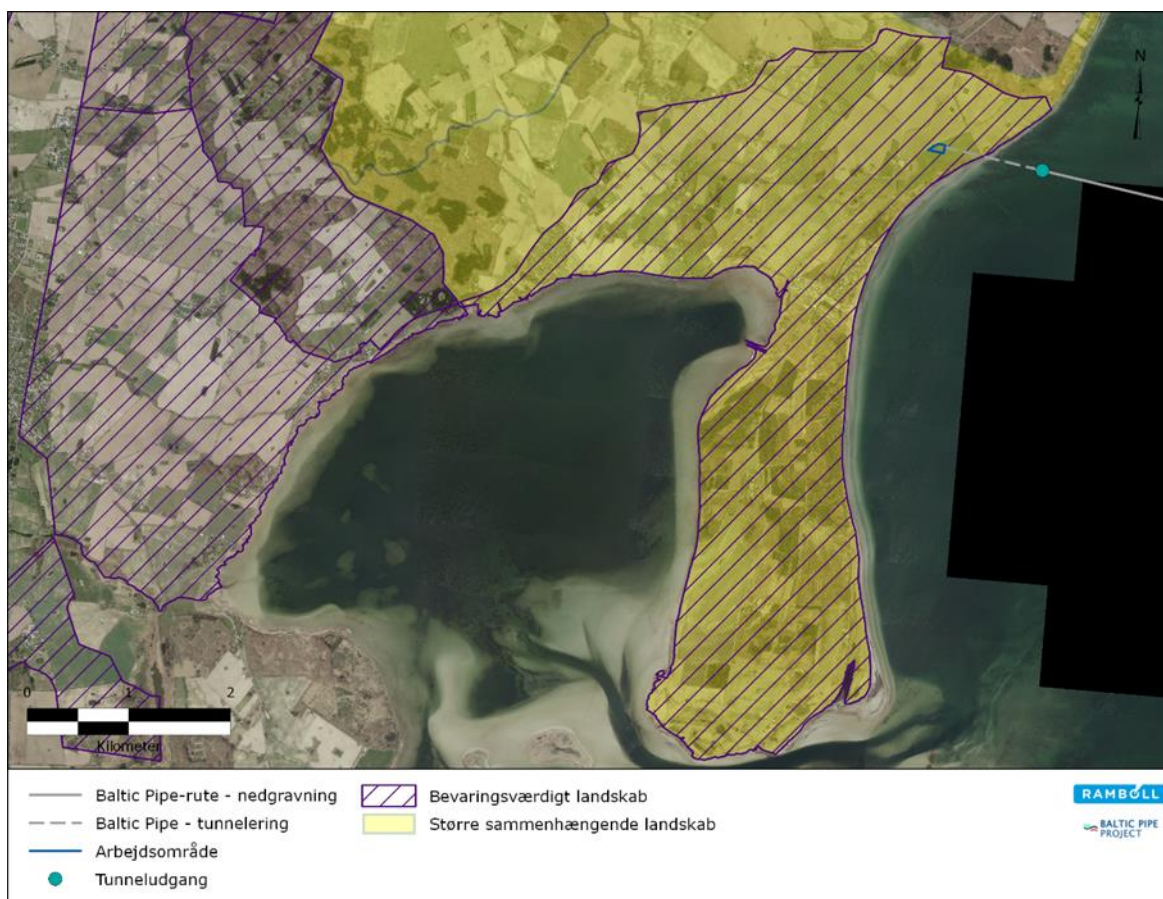 N
0 1 2
Kilometer
Baltic Pipe-rute - nedgravning
Baltic Pipe - tunnelering
Arbejdsområde
Tunneludgang
Bevaringsværdigt landskab
Større sammenhængende landskab
RAMBOLL
BALTIC PIPE
PROJECT